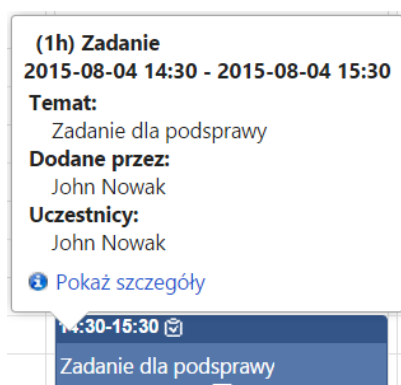 (1h) Zadanie
2015-08-04 14:30 - 2015-08-04 15:30
Temat:
Zadanie dla podsprawy
Dodane przez:
John Nowak
Uczestnicy:
John Nowak
Pokaż szczegóły
14:30-15:30
Zadanie dla podsprawy